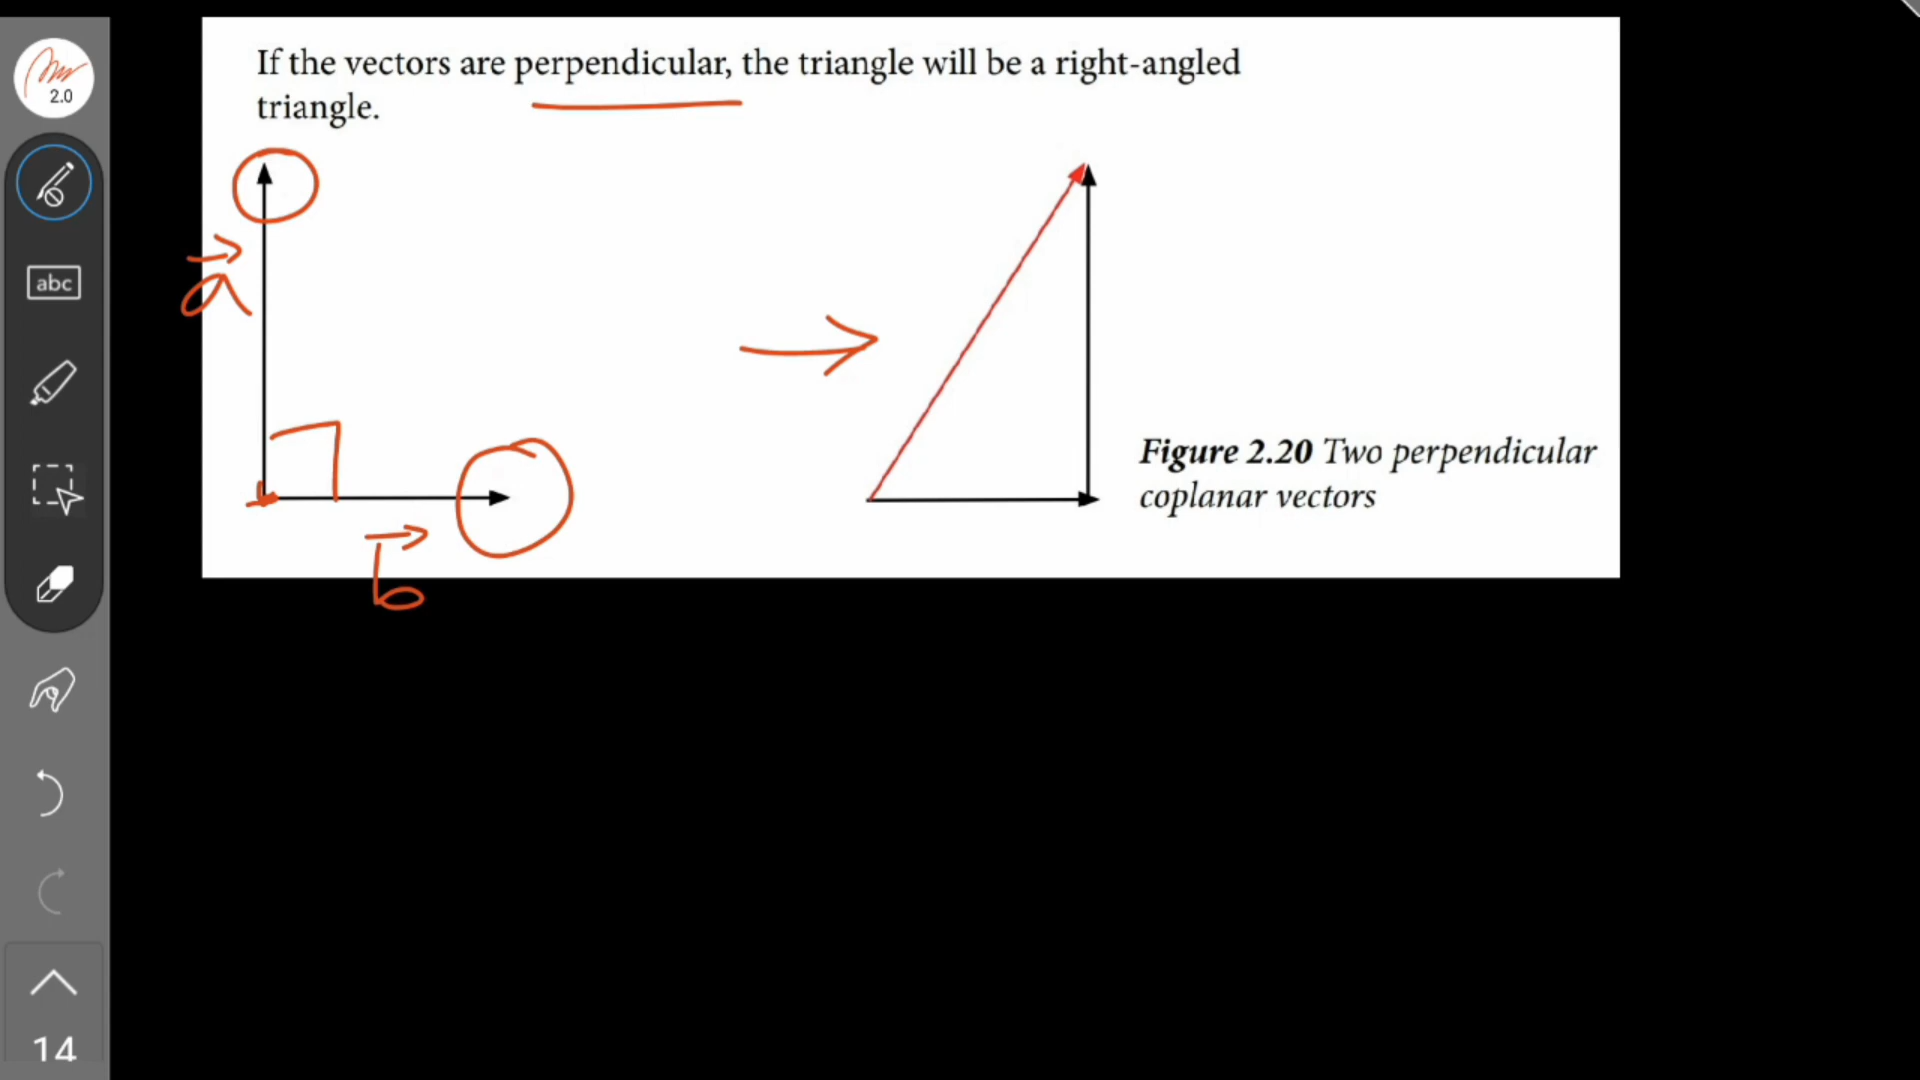 2.0
If the vectors are perpendicular, the triangle will be a right-angled
triangle.
abc
a
b
Figure 2.20 Two perpendicular
coplanar vectors
14